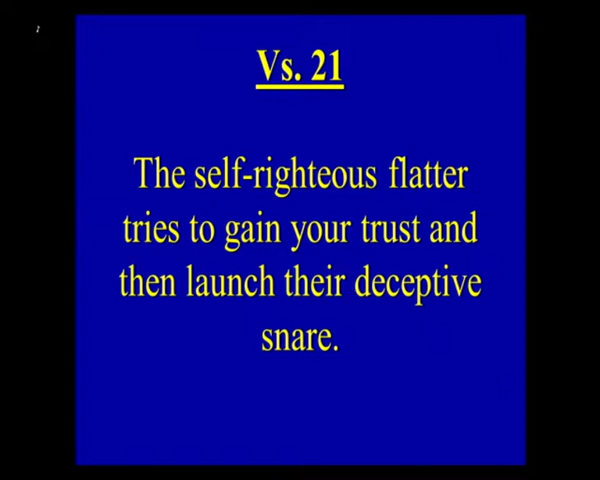 Vs. 21
The self-righteous flatter
tries to gain your trust and
then launch their deceptive
snare.